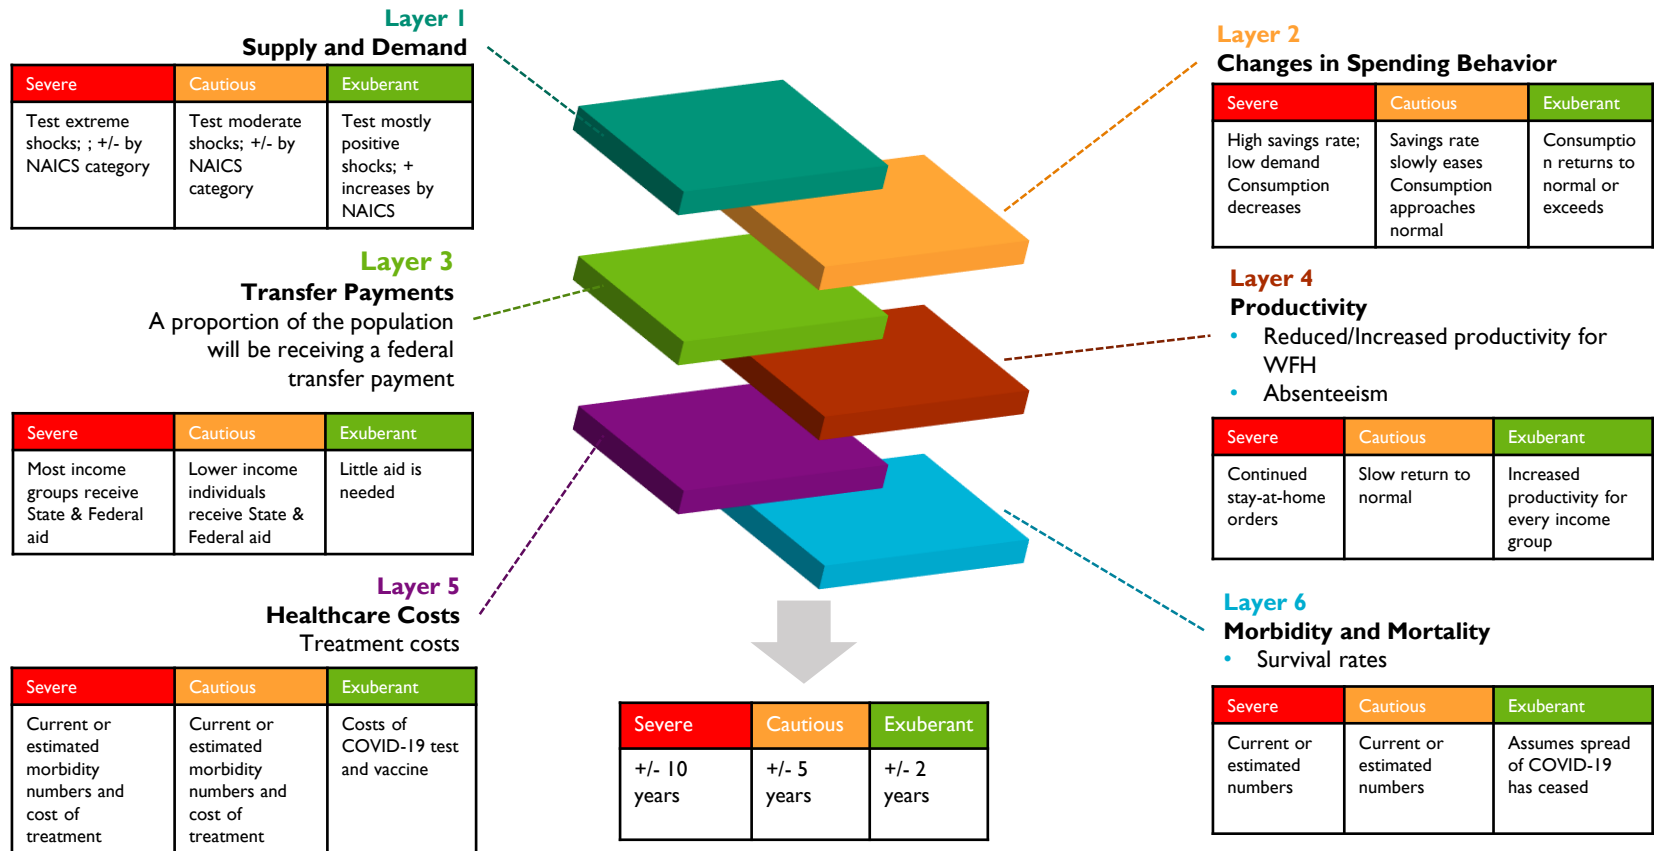 Layer 1
Supply and Demand
Severe
Cautious
Exuberant
Test extreme
shocks; ; +/- by
NAICS category
Test moderate
shocks; +/- by
NAICS
category
Test mostly
positive
shocks; +
increases by
NAICS
Layer 2
Changes in Spending Behavior
Severe
Cautious
Exuberant
High savings rate;
low demand
Consumption
decreases
Savings rate
slowly eases
Consumption
approaches
normal
Consumptio
n returns to
normal or
exceeds
Layer 3
Transfer Payments
A proportion of the population
will be receiving a federal
transfer payment
Severe
Cautious
Exuberant
Most income
groups receive
State & Federal
aid
Lower income
individuals
receive State &
Federal aid
Little aid is
needed
Layer 4
Productivity
• Reduced/Increased productivity for
WFH
• Absenteeism
Severe
Cautious
Exuberant
Continued
stay-at-home
orders
Slow return to
normal
Increased
productivity for
every income
group
Layer 5
Healthcare Costs
Treatment costs
Severe
Cautious
Exuberant
Current or
estimated
morbidity
numbers and
cost of
treatment
Current or
estimated
morbidity
numbers and
cost of
treatment
Costs of
COVID-19 test
and vaccine
Layer 6
Morbidity and Mortality
• Survival rates
Severe
Cautious
Exuberant
Current or
estimated
numbers
Current or
estimated
numbers
Assumes spread
of COVID-19
has ceased
Severe
Cautious
Exuberant
+/- 10
years
+/- 5
years
+/- 2
years